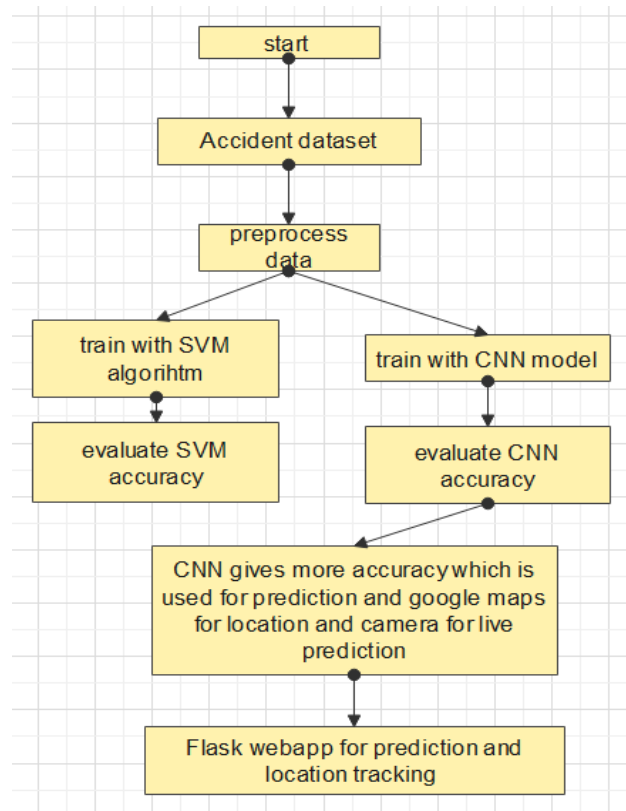 start
Accident dataset
preprocess
data
train with SVM
algorihtm
train with CNN model
evaluate SVM
accuracy
evaluate CNN
accuracy
CNN gives more accuracy which is
used for prediction and google maps
for location and camera for live
prediction
Flask webapp for prediction and
location tracking